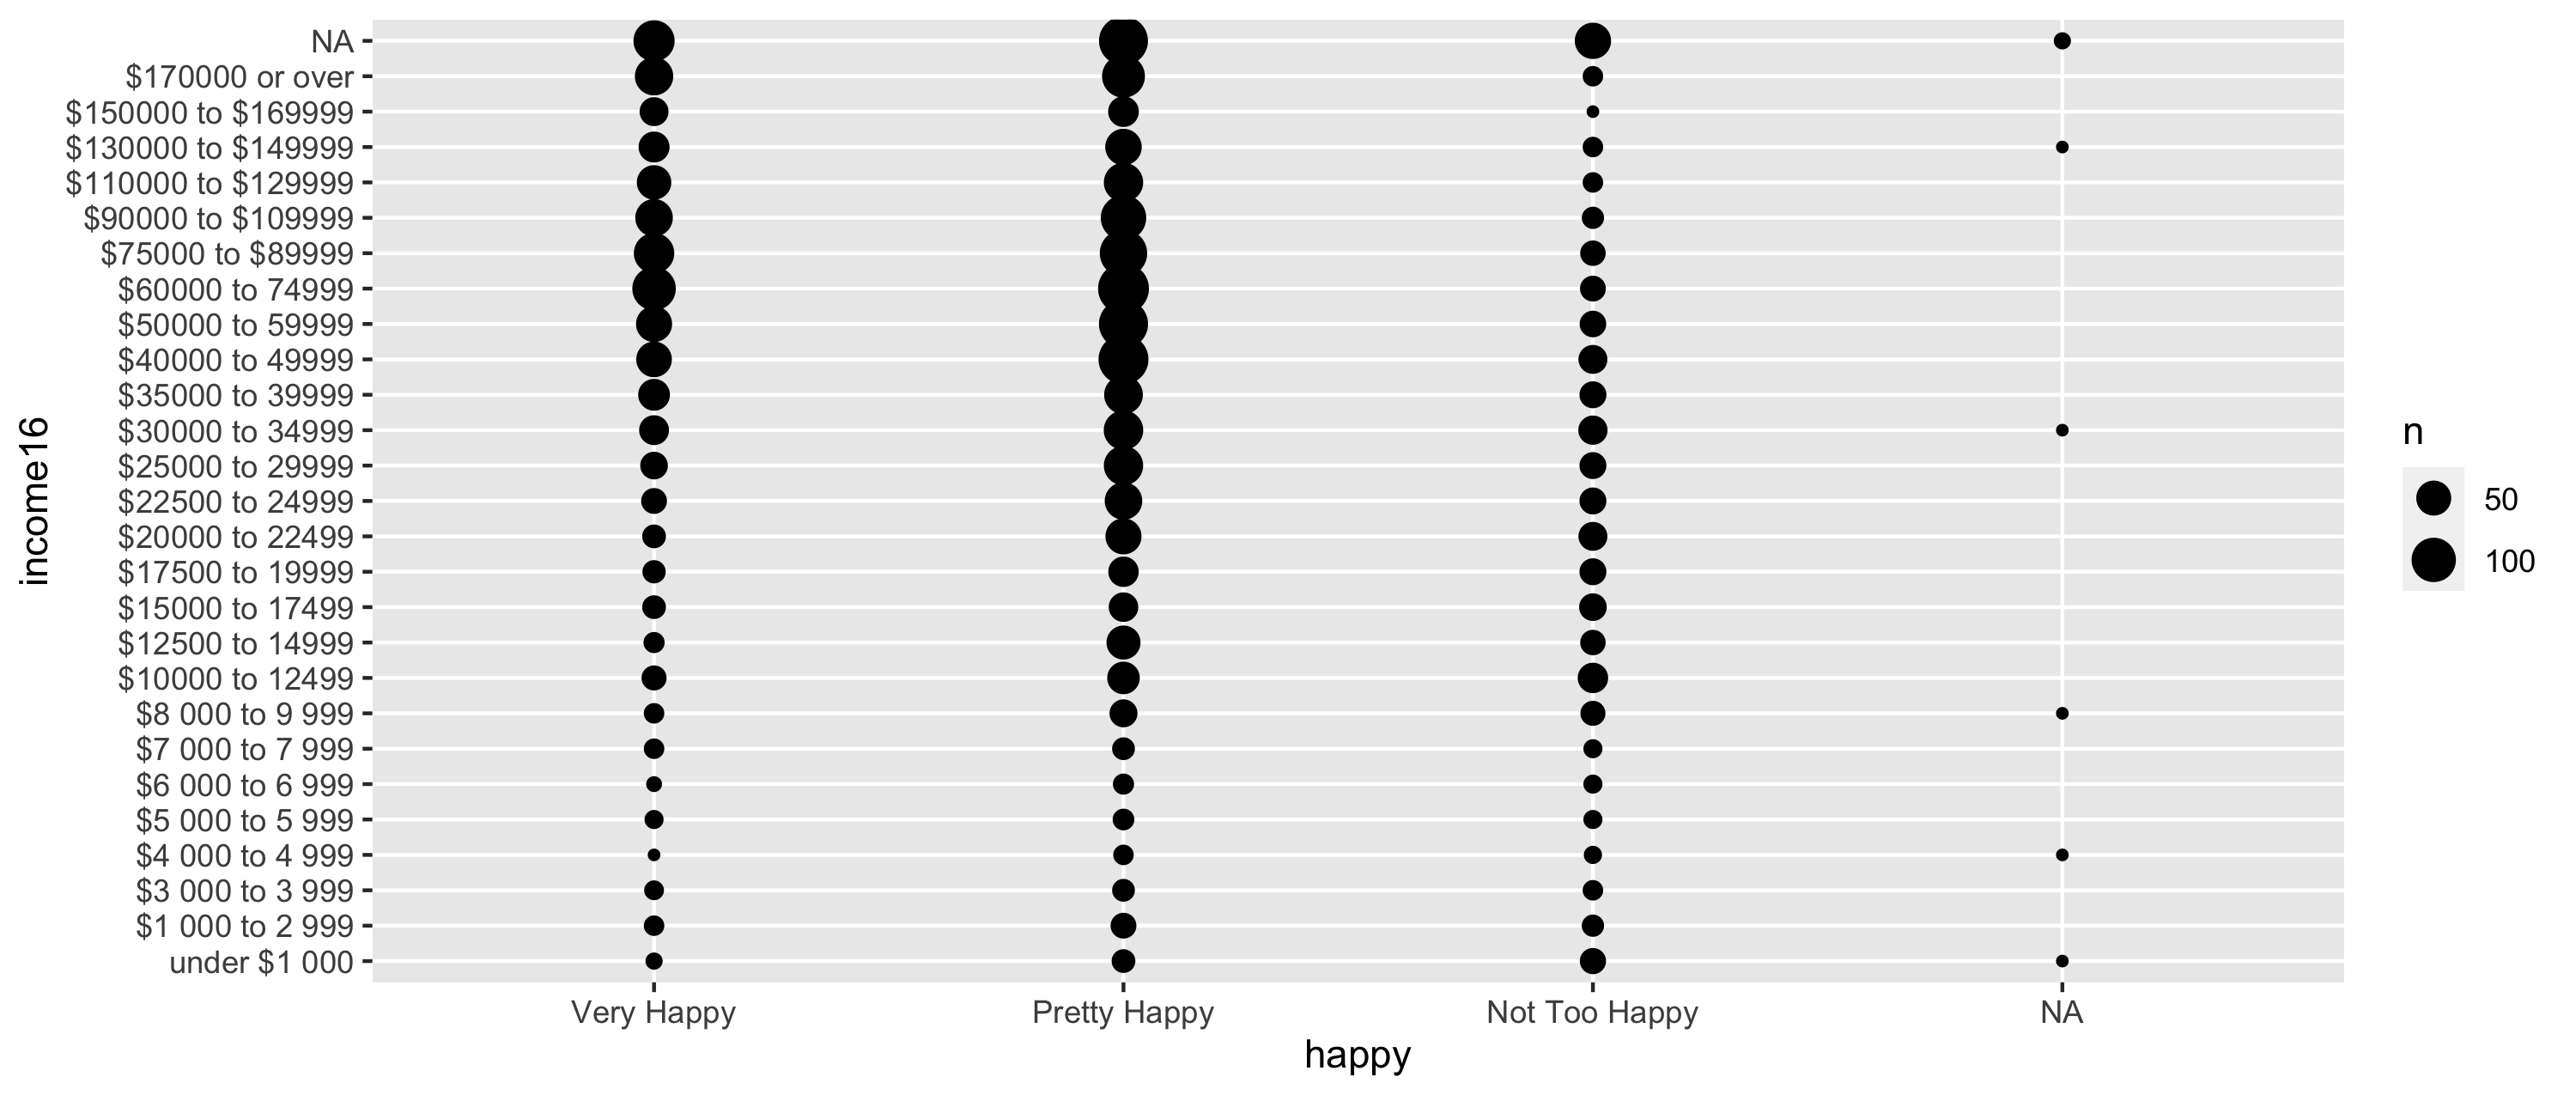 NA
$170000 or over
$150000 to $169999
$130000 to $149999
$110000 to $129999
$90000 to $109999
$75000 to $89999
$60000 to 74999
$50000 to 59999
$40000 to 49999
$35000 to 39999
$30000 to 34999
$25000 to 29999
$22500 to 24999
$20000 to 22499
$17500 to 19999
$15000 to 17499
$12500 to 14999
$10000 to 12499
$8 000 to 9 999
$7 000 to 7 999
$6 000 to 6 999
$5 000 to 5 999
$4 000 to 4 999
$3 000 to 3 999
$1 000 to 2 999
under $1 000
income16
Very Happy Pretty Happy Not Too Happy NA
happy
n
50
100